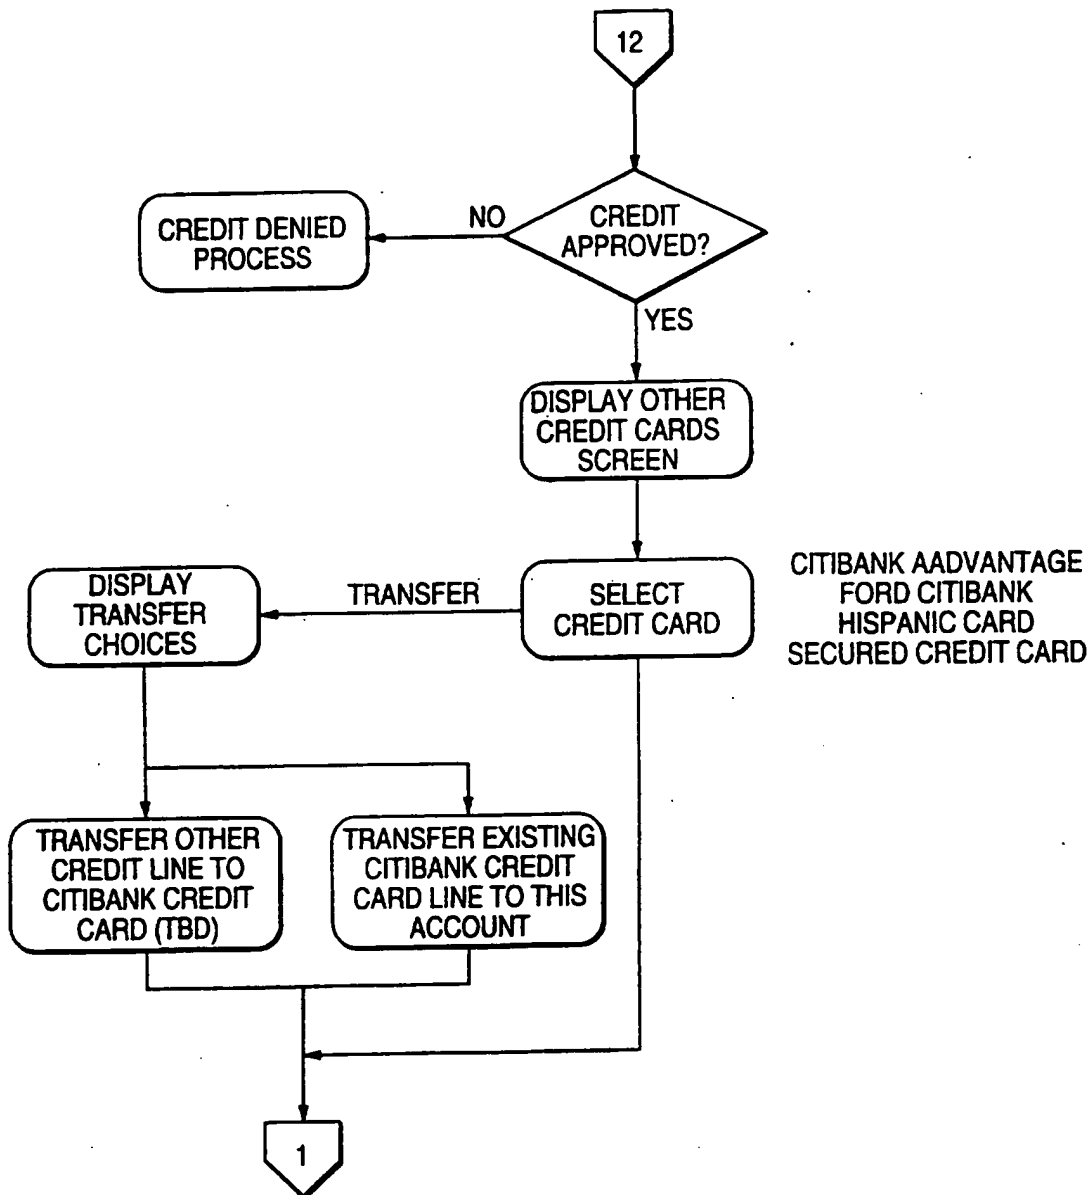 12
CREDIT
APPROVED?
NO
CREDIT DENIED
PROCESS
YES
DISPLAY OTHER
CREDIT CARDS
SCREEN
SELECT
CREDIT CARD
CITIBANK AADVANTAGE
FORD CITIBANK
HISPANIC CARD
SECURED CREDIT CARD
TRANSFER
DISPLAY
TRANSFER
CHOICES
TRANSFER OTHER
CREDIT LINE TO
CITIBANK CREDIT
CARD (TBD)
TRANSFER EXISTING
CITIBANK CREDIT
CARD LINE TO THIS
ACCOUNT
1